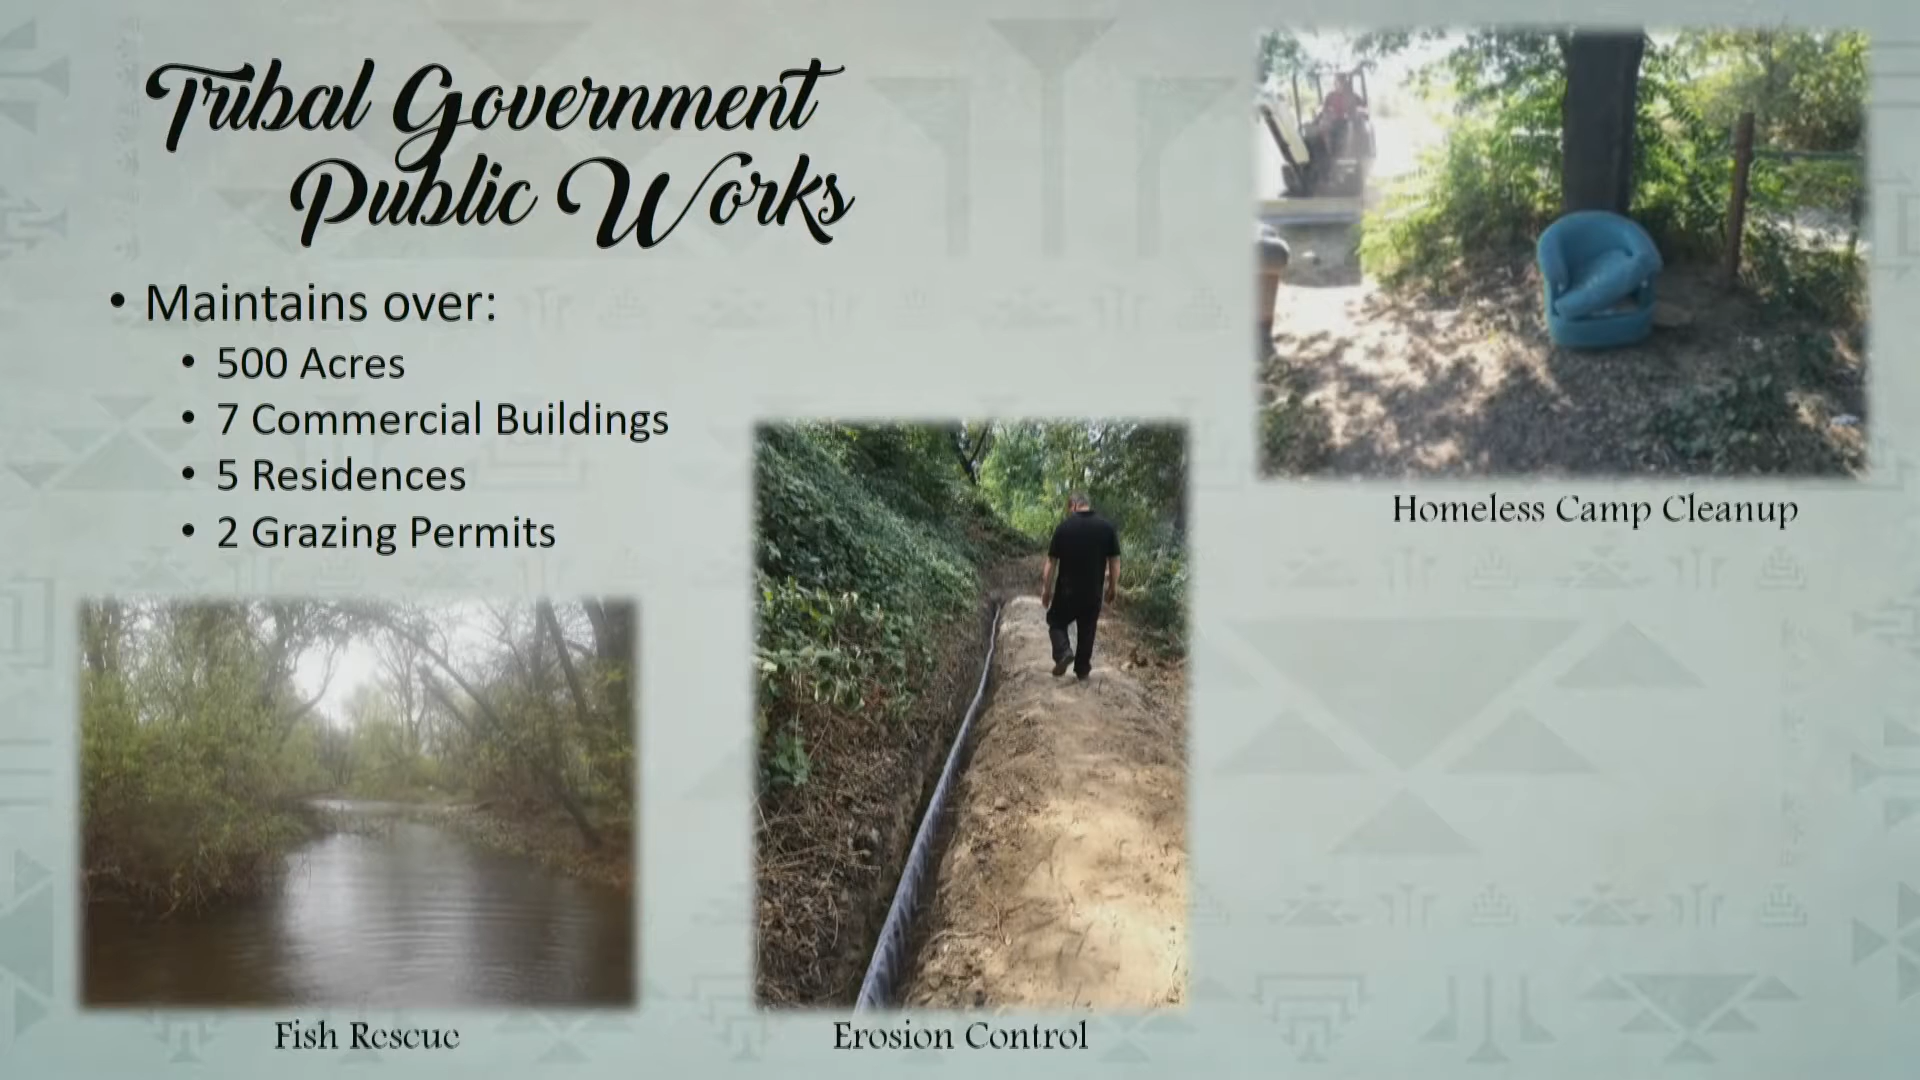 Tribal Government
Public Works
• Maintains over:
• 500 Acres
• 7 Commercial Buildings
• 5 Residences
• 2 Grazing Permits
Homeless Camp Cleanup
Fish Rescue
Erosion Control